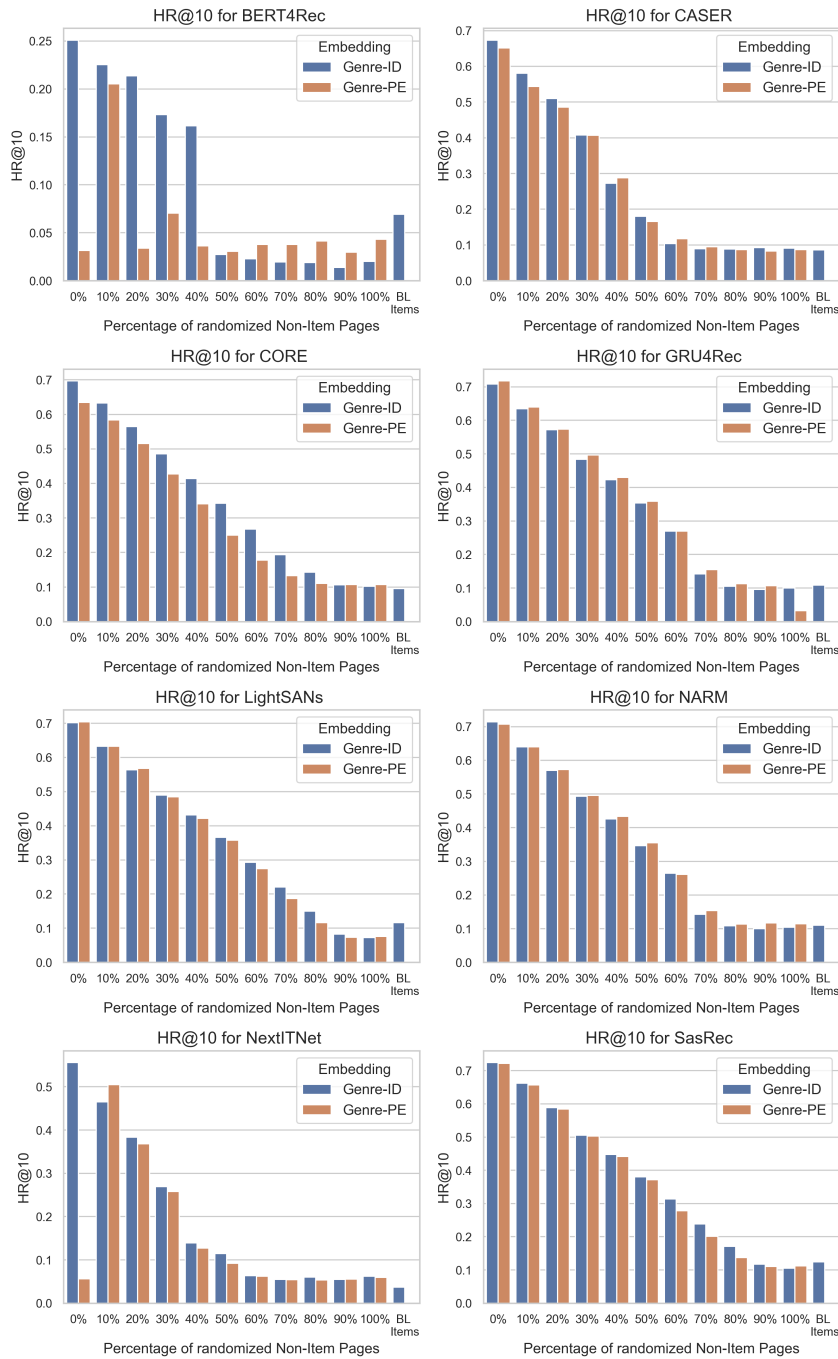 HR@10 for BERT4Rec
HR@10
0.25
0.20
0.15
0.10
0.05
0.00
Embedding
Genre-ID
Genre-PE
0% 10% 20% 30% 40% 50% 60% 70% 80% 90% 100% BL Items
Percentage of randomized Non-Item Pages
HR@10 for CASER
HR@10
0.7
0.6
0.5
0.4
0.3
0.2
0.1
0.0
Embedding
Genre-ID
Genre-PE
0% 10% 20% 30% 40% 50% 60% 70% 80% 90% 100% BL Items
Percentage of randomized Non-Item Pages
HR@10 for CORE
HR@10
0.7
0.6
0.5
0.4
0.3
0.2
0.1
0.0
Embedding
Genre-ID
Genre-PE
0% 10% 20% 30% 40% 50% 60% 70% 80% 90% 100% BL Items
Percentage of randomized Non-Item Pages
HR@10 for GRU4Rec
HR@10
0.7
0.6
0.5
0.4
0.3
0.2
0.1
0.0
Embedding
Genre-ID
Genre-PE
0% 10% 20% 30% 40% 50% 60% 70% 80% 90% 100% BL Items
Percentage of randomized Non-Item Pages
HR@10 for LightSANs
HR@10
0.7
0.6
0.5
0.4
0.3
0.2
0.1
0.0
Embedding
Genre-ID
Genre-PE
0% 10% 20% 30% 40% 50% 60% 70% 80% 90% 100% BL Items
Percentage of randomized Non-Item Pages
HR@10 for NARM
HR@10
0.7
0.6
0.5
0.4
0.3
0.2
0.1
0.0
Embedding
Genre-ID
Genre-PE
0% 10% 20% 30% 40% 50% 60% 70% 80% 90% 100% BL Items
Percentage of randomized Non-Item Pages
HR@10 for NextITNet
HR@10
0.5
0.4
0.3
0.2
0.1
0.0
Embedding
Genre-ID
Genre-PE
0% 10% 20% 30% 40% 50% 60% 70% 80% 90% 100% BL Items
Percentage of randomized Non-Item Pages
HR@10 for SasRec
HR@10
0.7
0.6
0.5
0.4
0.3
0.2
0.1
0.0
Embedding
Genre-ID
Genre-PE
0% 10% 20% 30% 40% 50% 60% 70% 80% 90% 100% BL Items
Percentage of randomized Non-Item Pages